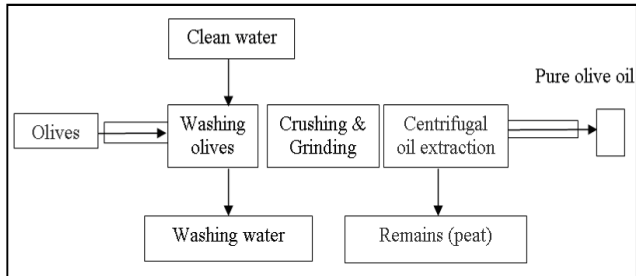 Clean water
Pure olive oil
Olives
Washing
olives
Crushing &
Grinding
Centrifugal
oil extraction
Washing water
Remains (peat)